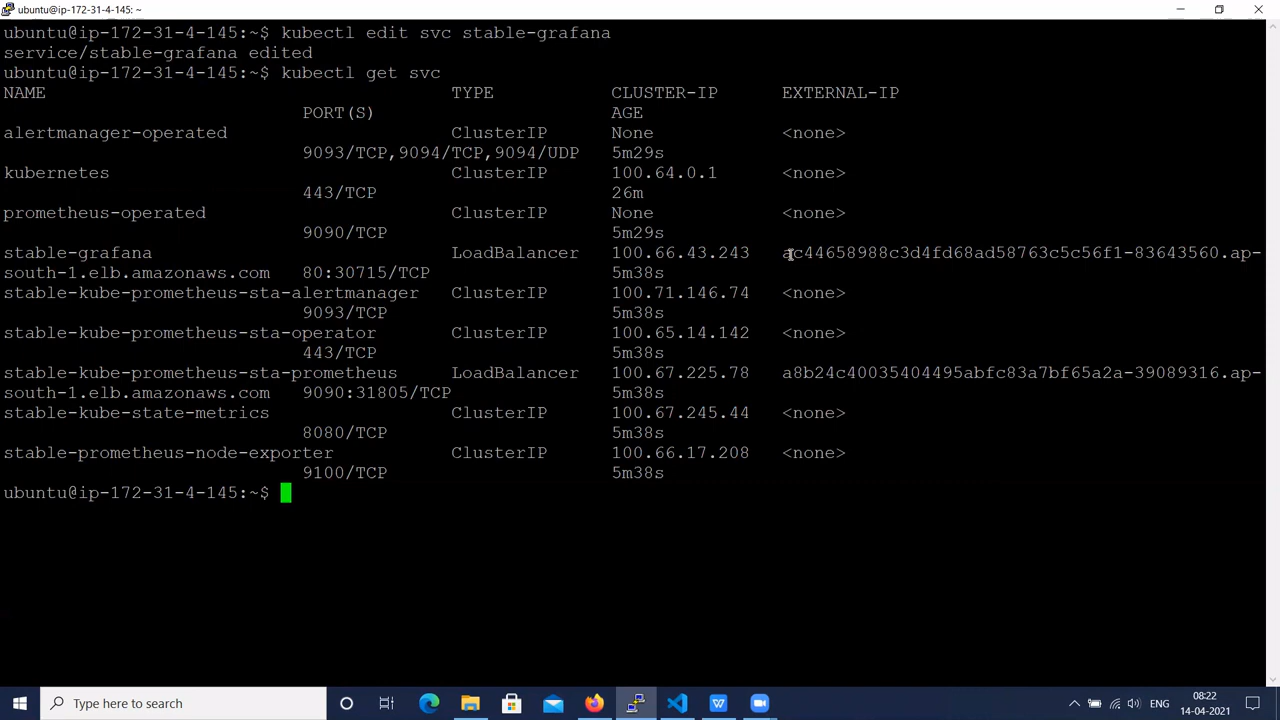 ubuntu@ip-172-31-4-145: ~
ubuntu@ip-172-31-4-145:~$ kubectl edit svc stable-grafana
service/stable-grafana edited
ubuntu@ip-172-31-4-145:~$ kubectl get svc
NAME TYPE CLUSTER-IP EXTERNAL-IP
PORT(S) AGE
alertmanager-operated ClusterIP None <none>
9093/TCP,9094/TCP,9094/UDP 5m29s
kubernetes ClusterIP 100.64.0.1 <none>
443/TCP 26m
prometheus-operated ClusterIP None <none>
9090/TCP 5m29s
stable-grafana LoadBalancer 100.66.43.243 ac44658988c3d4fd68ad58763c5c56f1-83643560.ap-
south-1.elb.amazonaws.com 80:30715/TCP 5m38s
stable-kube-prometheus-sta-alertmanager ClusterIP 100.71.146.74 <none>
9093/TCP 5m38s
stable-kube-prometheus-sta-operator ClusterIP 100.65.14.142 <none>
443/TCP 5m38s
stable-kube-prometheus-sta-prometheus LoadBalancer 100.67.225.78 a8b24c40035404495abfc83a7bf65a2a-39089316.ap-
south-1.elb.amazonaws.com 9090:31805/TCP 5m38s
stable-kube-state-metrics ClusterIP 100.67.245.44 <none>
8080/TCP 5m38s
stable-prometheus-node-exporter ClusterIP 100.66.17.208 <none>
9100/TCP 5m38s
ubuntu@ip-172-31-4-145:~$
Type here to search
ENG
08:22
14-04-2021